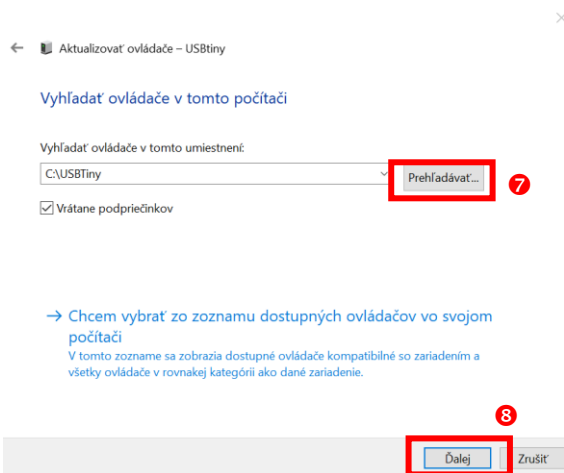 Aktualizovať ovládače – USBtiny
Vyhľadať ovládače v tomto počítači
Vyhľadať ovládače v tomto umiestnení:
C:\USBTiny
Prehľadávať...
7
Vrátane podpriečinkov
Chcem vybrať zo zoznamu dostupných ovládačov vo svojom
počítači
V tomto zozname sa zobrazia dostupné ovládače kompatibilné so zariadením a
všetky ovládače v rovnakej kategórii ako dané zariadenie.
8
Ďalej
Zrušiť